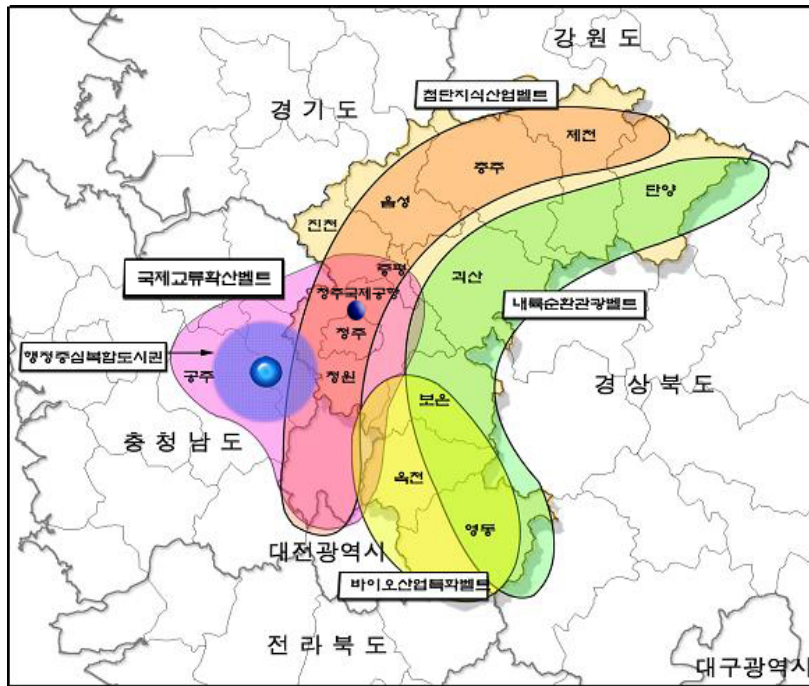 강원도
경기도
첨단지식산업벨트
제천
충주
단양
음성
진천
국제교류확산벨트
증평
괴산
청주국제공항
내륙순환관광벨트
청주
행정중심복합도시권
공주
청원
경상북도
보은
충청남도
옥천
영동
대전광역시
바이오산업특화벨트
전라북도
대구광역시